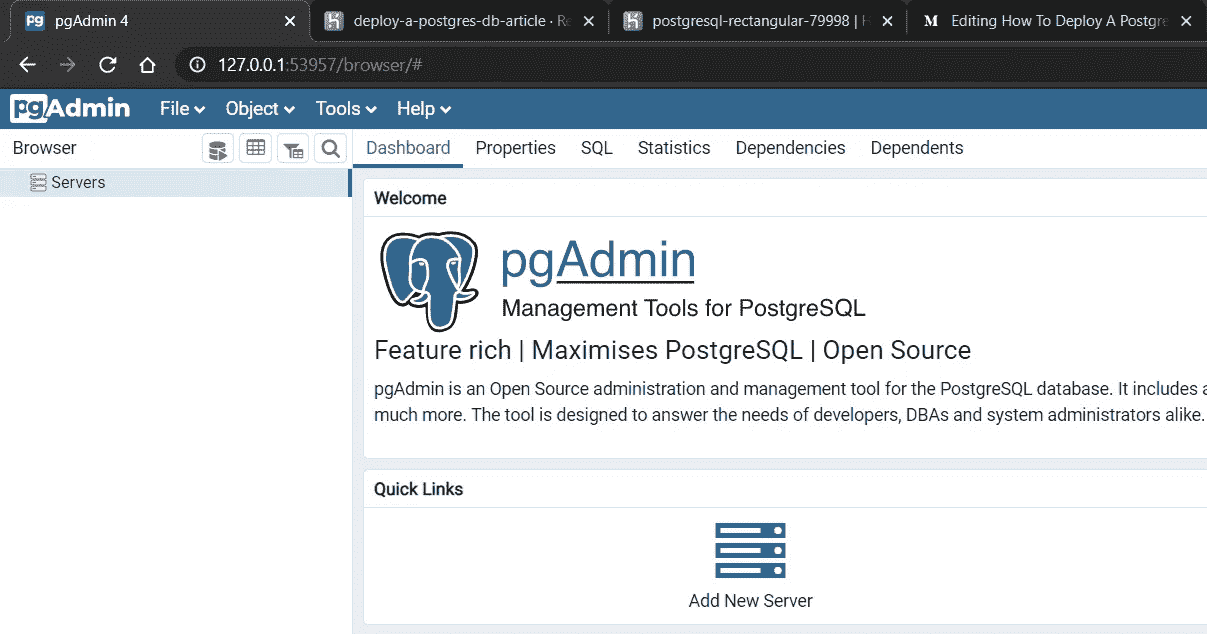 pgAdmin 4
deploy-a-postgres-db-article · Re
postgresql-rectangular-79998 | H
M Editing How To Deploy A Postgre
127.0.0.1:53957/browser/#
pgAdmin File Object Tools Help
Browser
Dashboard Properties SQL Statistics Dependencies Dependents
Servers
Welcome
pgAdmin
Management Tools for PostgreSQL
Feature rich | Maximises PostgreSQL | Open Source
pgAdmin is an Open Source administration and management tool for the PostgreSQL database. It includes a
much more. The tool is designed to answer the needs of developers, DBAs and system administrators alike.
Quick Links
Add New Server